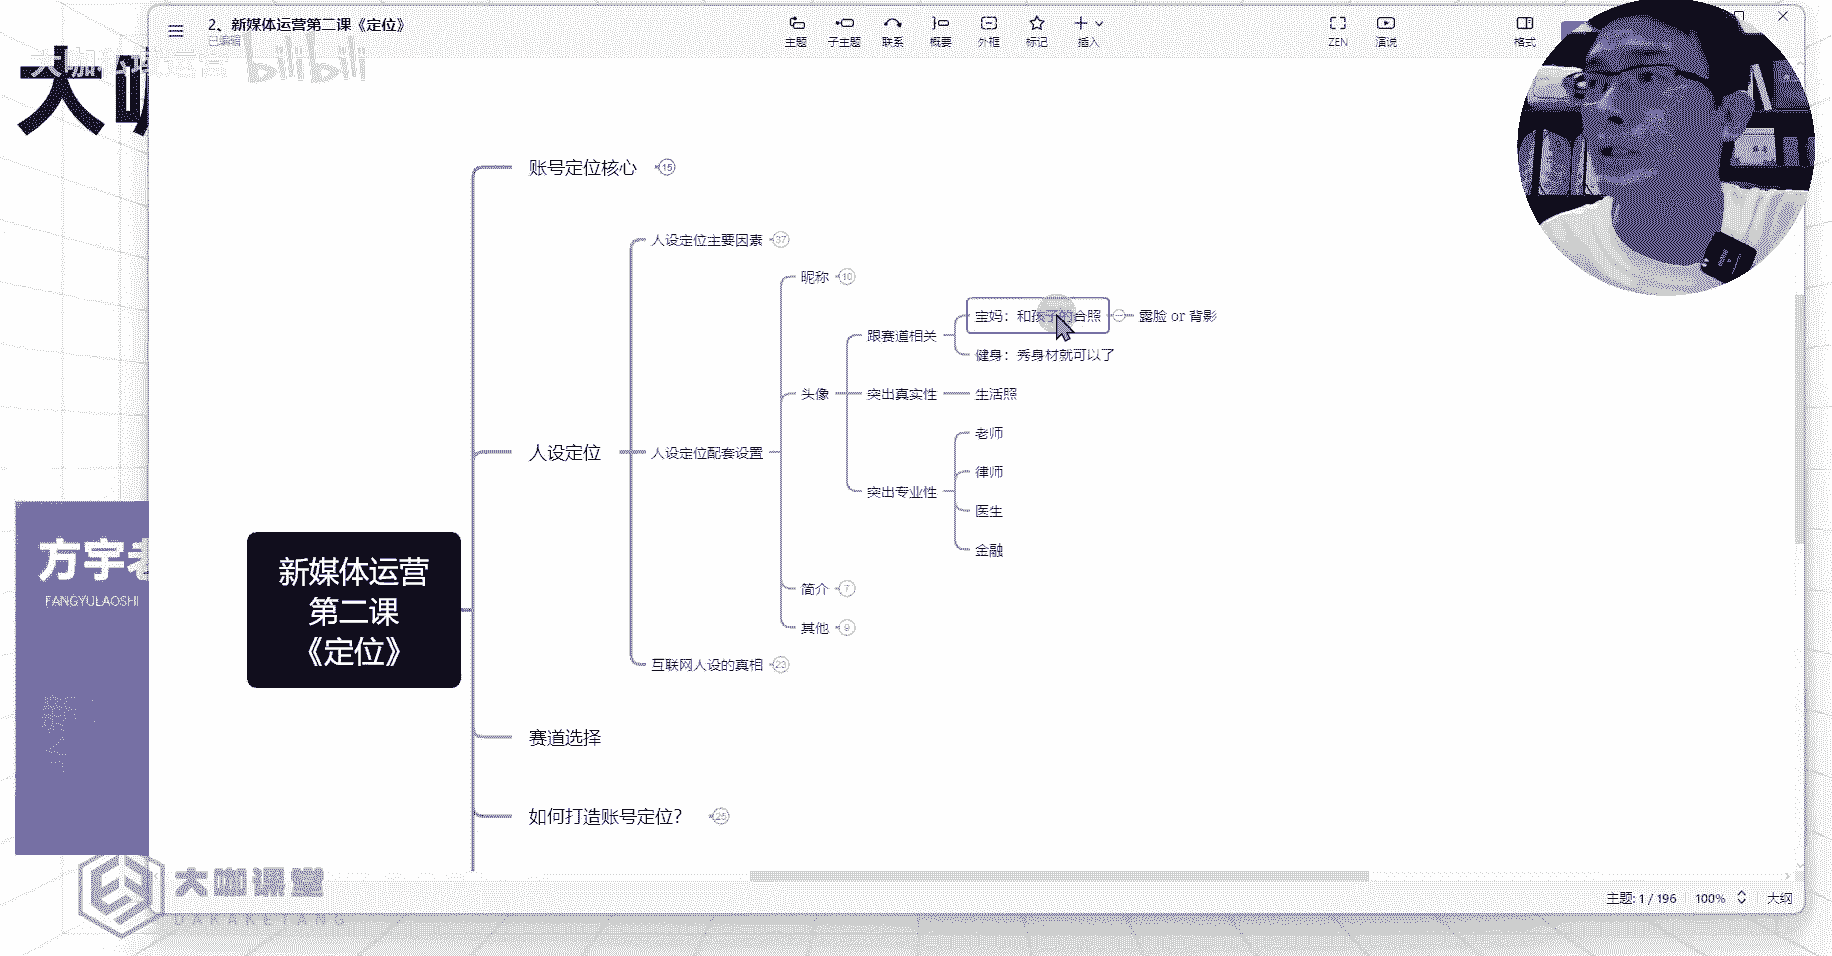 2、新媒体运营第二课《定位》
已编辑
主题
子主题
联系
概要
外框
标记
插入
ZEN
演说
格式
bilibili
大咖
账号定位核心
15
人设定位主要因素
37
昵称
10
宝妈：和孩子的合照
露脸 or 背影
跟赛道相关
健身：秀身材就可以了
头像
突出真实性
生活照
老师
人设定位
人设定位配套设置
律师
突出专业性
医生
金融
方宇老
FANGYULAOSHI
新媒体运营
第二课
《定位》
简介
7
其他
9
互联网人设的真相
23
赛道选择
如何打造账号定位？
25
大咖课堂
DAKAKETANG
主题: 1 / 196
100%
大纲